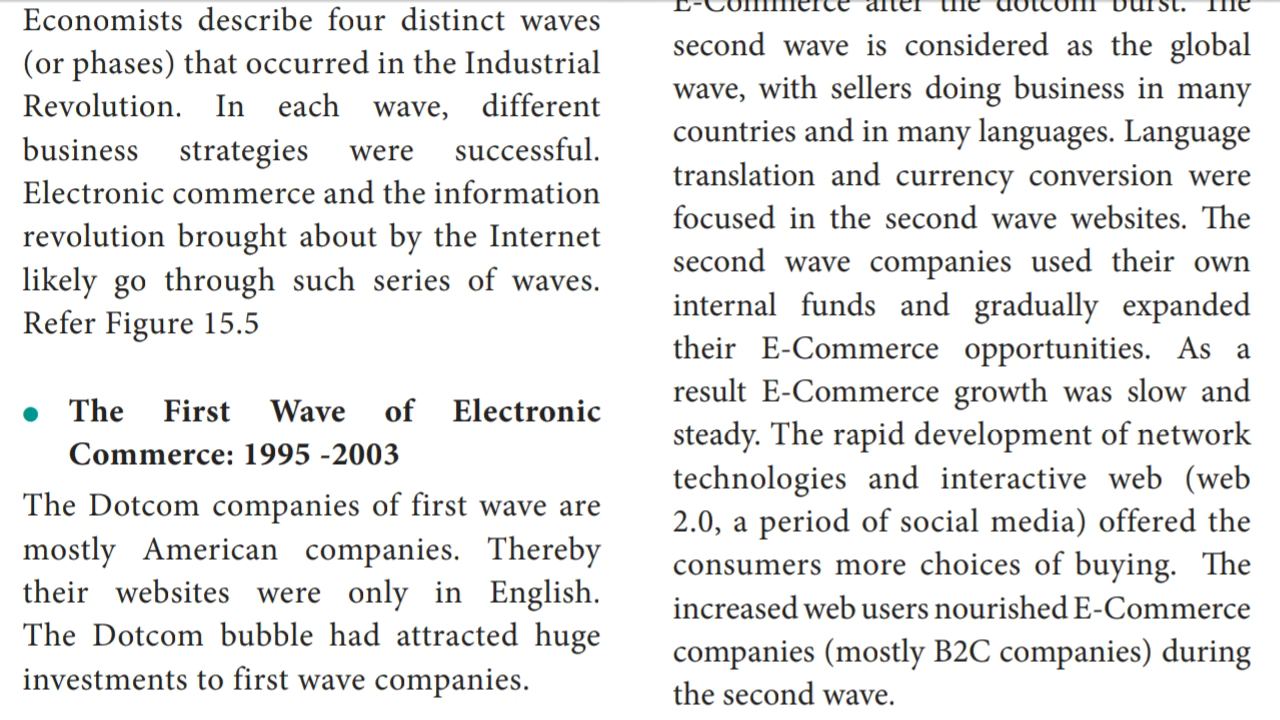 Economists describe four distinct waves
(or phases) that occurred in the Industrial
Revolution. In each wave, different
business strategies were successful.
Electronic commerce and the information
revolution brought about by the Internet
likely go through such series of waves.
Refer Figure 15.5
● The First Wave of Electronic
Commerce: 1995 -2003
The Dotcom companies of first wave are
mostly American companies. Thereby
their websites were only in English.
The Dotcom bubble had attracted huge
investments to first wave companies.
E-Commerce after the dotcom burst. The
second wave is considered as the global
wave, with sellers doing business in many
countries and in many languages. Language
translation and currency conversion were
focused in the second wave websites. The
second wave companies used their own
internal funds and gradually expanded
their E-Commerce opportunities. As a
result E-Commerce growth was slow and
steady. The rapid development of network
technologies and interactive web (web
2.0, a period of social media) offered the
consumers more choices of buying. The
increased web users nourished E-Commerce
companies (mostly B2C companies) during
the second wave.